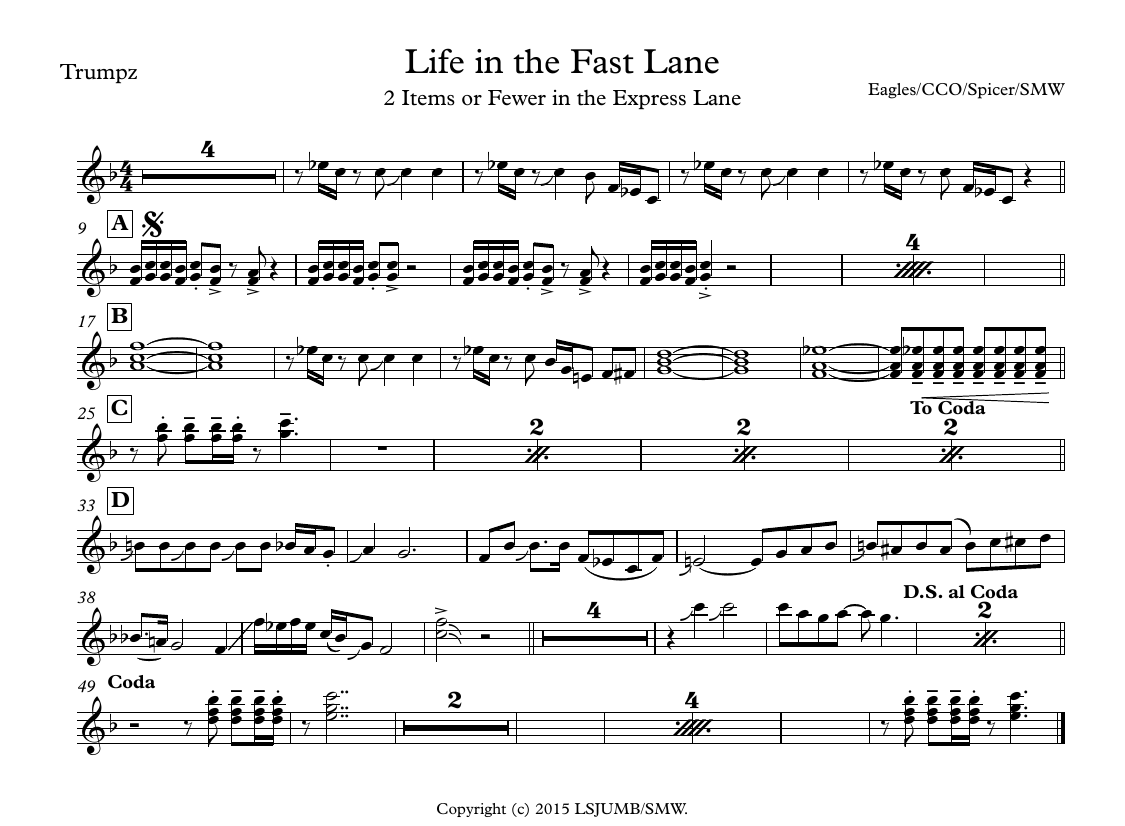 Life in the Fast Lane
Trumpz
2 Items or Fewer in the Express Lane
Eagles/CCO/Spicer/SMW
4
9 A
4
17 B
To Coda
25 C
2 2 2
33 D
38
D.S. al Coda
4 2
49 Coda
2 4
Copyright (c) 2015 LSJUMB/SMW.